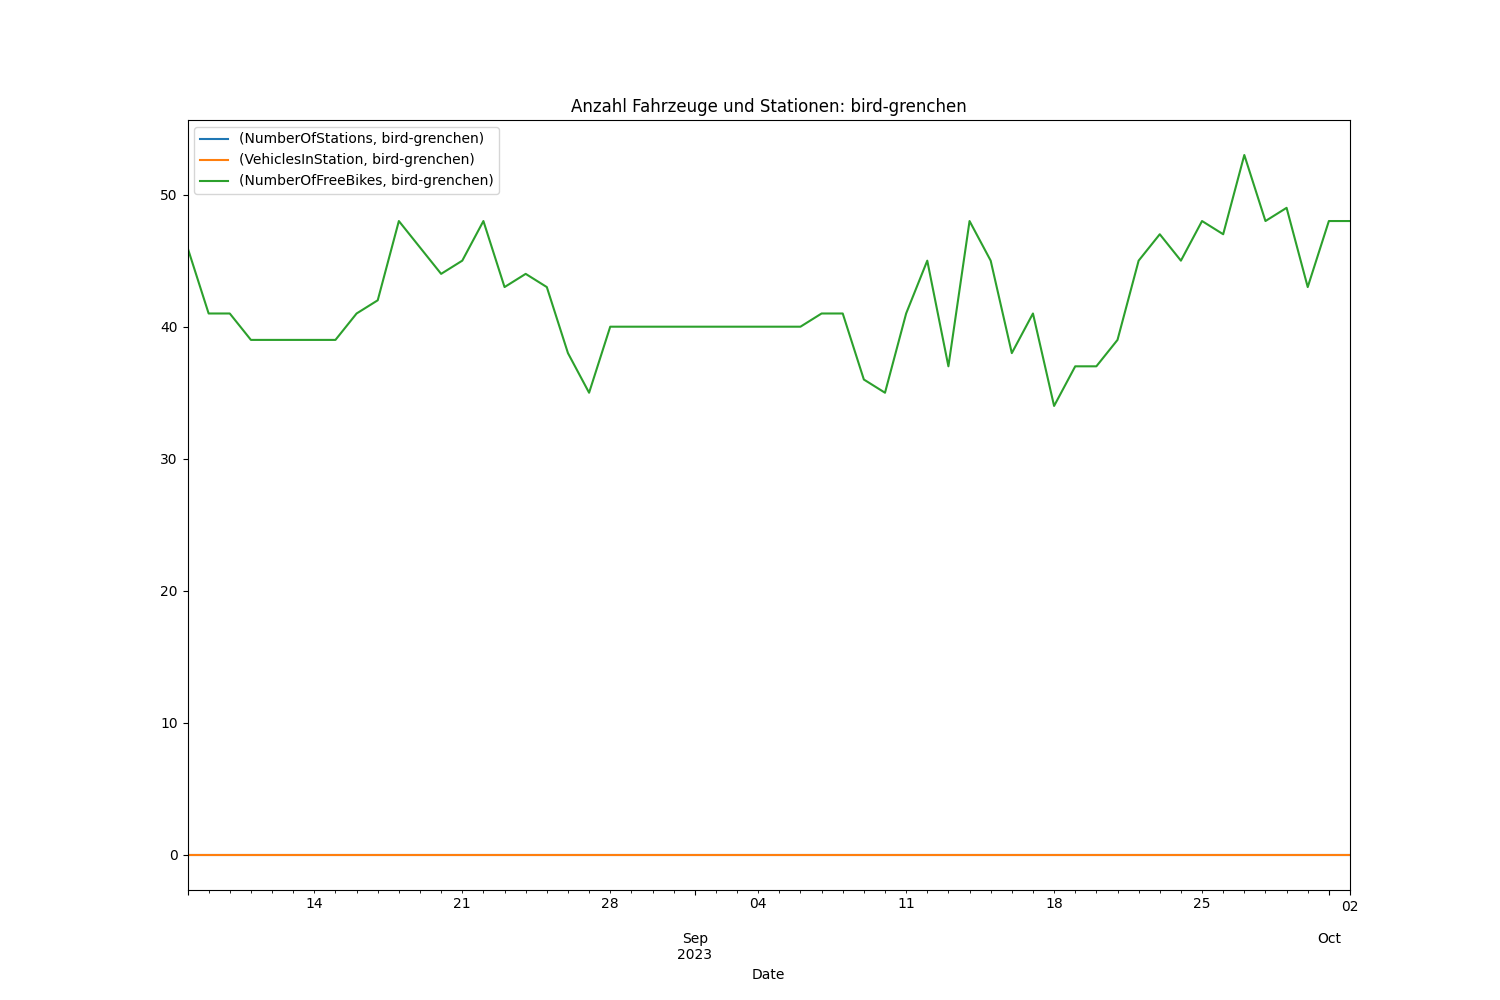 Anzahl Fahrzeuge und Stationen: bird-grenchen
(NumberOfStations, bird-grenchen)
(VehiclesInStation, bird-grenchen)
(NumberOfFreeBikes, bird-grenchen)
50
40
30
20
10
0
14 21 28 04 11 18 25 02
Sep Oct
2023
Date